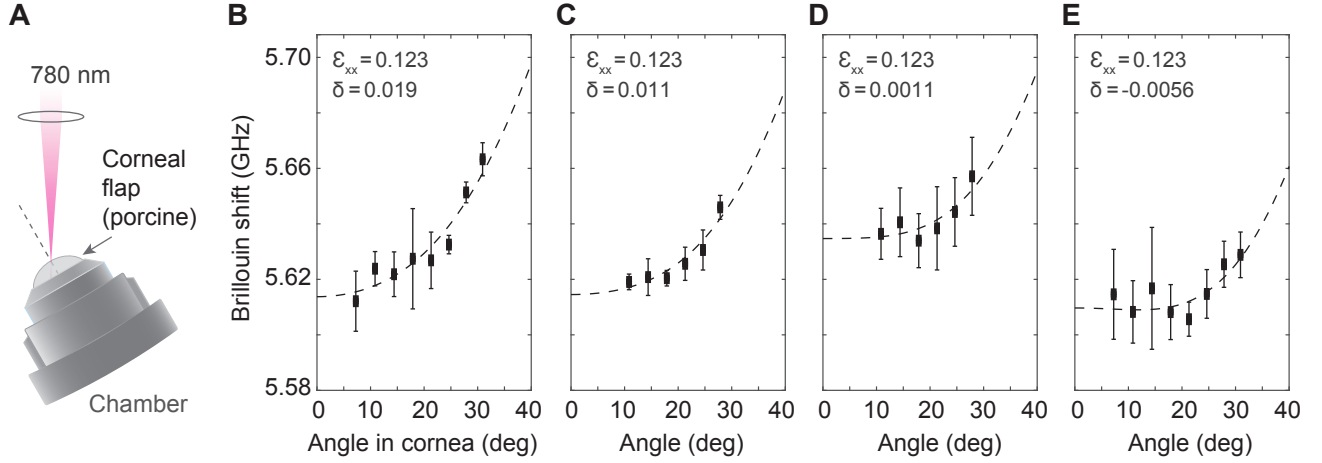 A
780 nm
Corneal
flap
(porcine)
Chamber
B
Brillouin shift (GHz)
5.70
5.66
5.62
5.58
Ɛxx = 0.123
δ = 0.019
0 10 20 30 40
Angle in cornea (deg)
C
Ɛxx = 0.123
δ = 0.011
0 10 20 30 40
Angle (deg)
D
Ɛxx = 0.123
δ = 0.0011
0 10 20 30 40
Angle (deg)
E
Ɛxx = 0.123
δ = -0.0056
0 10 20 30 40
Angle (deg)